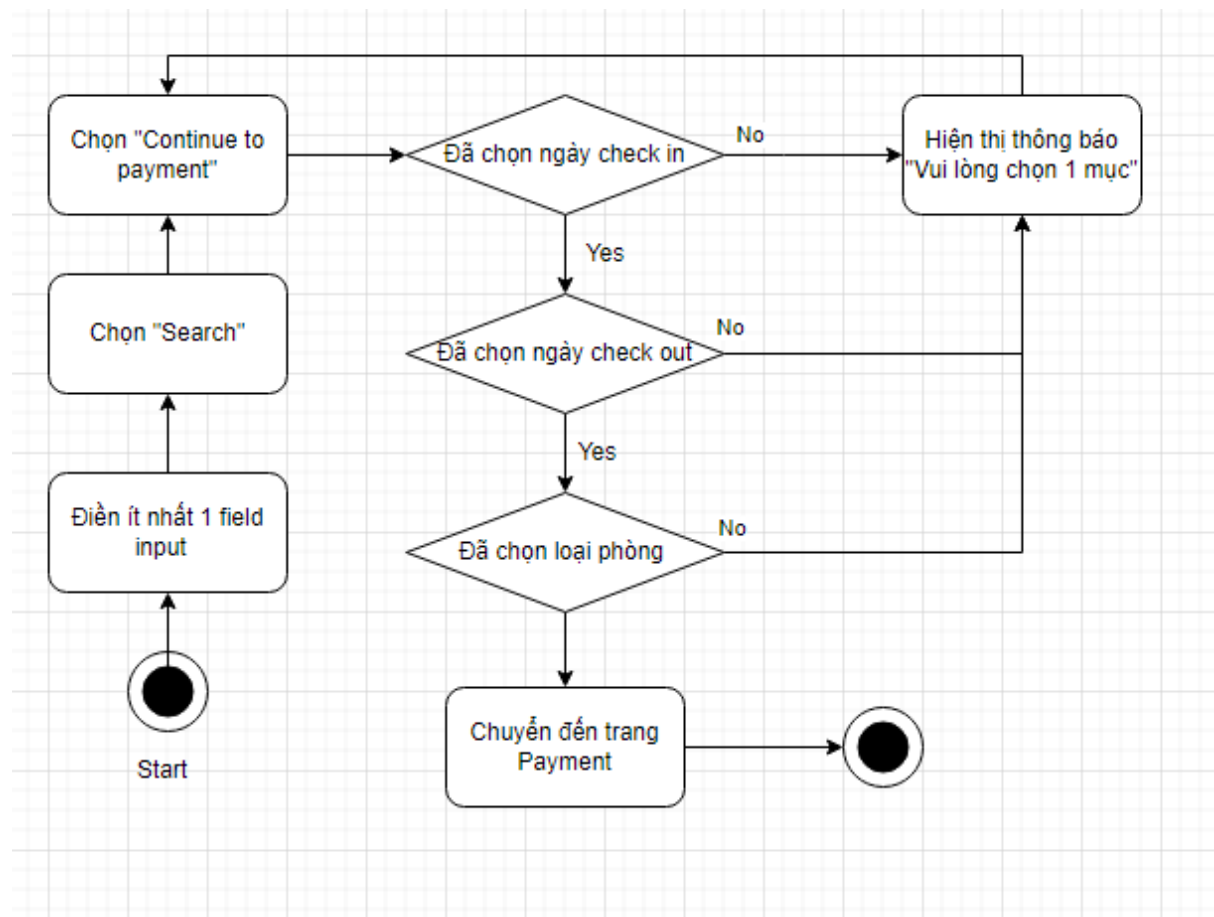 Chọn "Continue to
payment"
Đã chọn ngày check in
No
Hiện thị thông báo
"Vui lòng chọn 1 mục"
Yes
Chọn "Search"
Đã chọn ngày check out
No
Yes
Điền ít nhất 1 field
input
Đã chọn loại phòng
No
Start
Chuyển đến trang
Payment